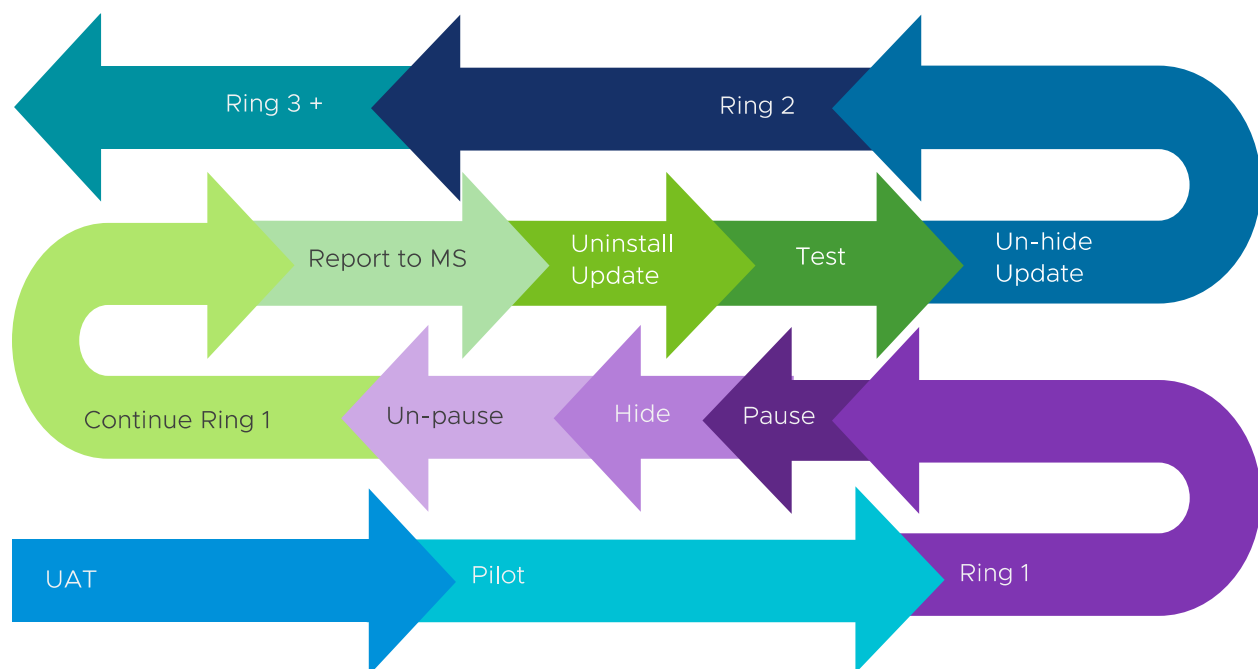 Ring 3 +
Ring 2
Report to MS
Uninstall
Update
Test
Un-hide
Update
Continue Ring 1
Un-pause
Hide
Pause
UAT
Pilot
Ring 1